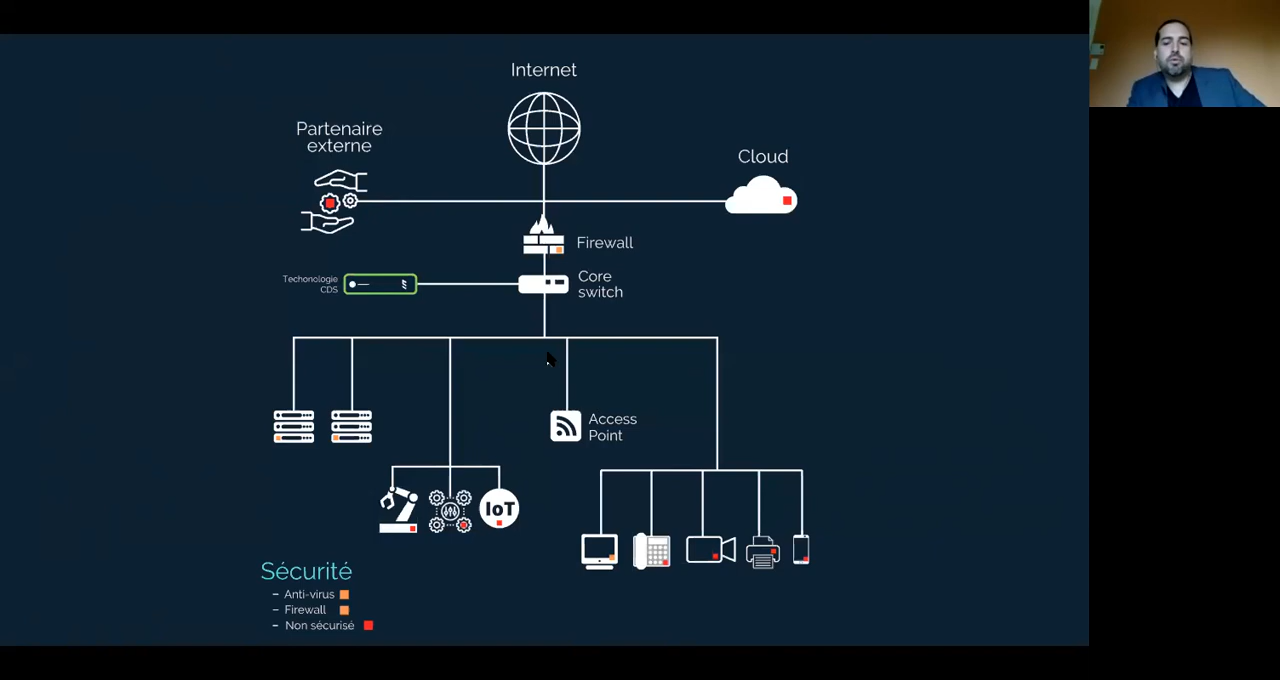 Internet
Partenaire
externe
Cloud
Firewall
Techonologie
CDS
Core
switch
Access
Point
IoT
Sécurité
– Anti-virus
– Firewall
– Non sécurisé